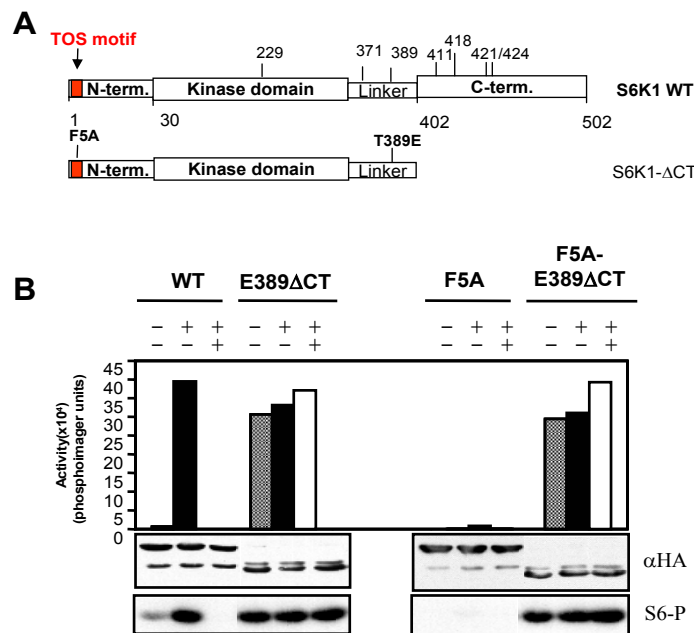 A
TOS motif
229
371
389
411
418
421/424
N-term.
Kinase domain
Linker
C-term.
S6K1 WT
1
30
402
502
F5A
T389E
N-term.
Kinase domain
Linker
S6K1-ΔCT
B
WT
E389ΔCT
F5A
F5A-
E389ΔCT
– + + – + + – + + – + +
– – + – – + – – + – – +
Activity(x10⁴)
(phosphoimager units)
45
40
35
30
25
20
15
10
5
0
αHA
S6-P